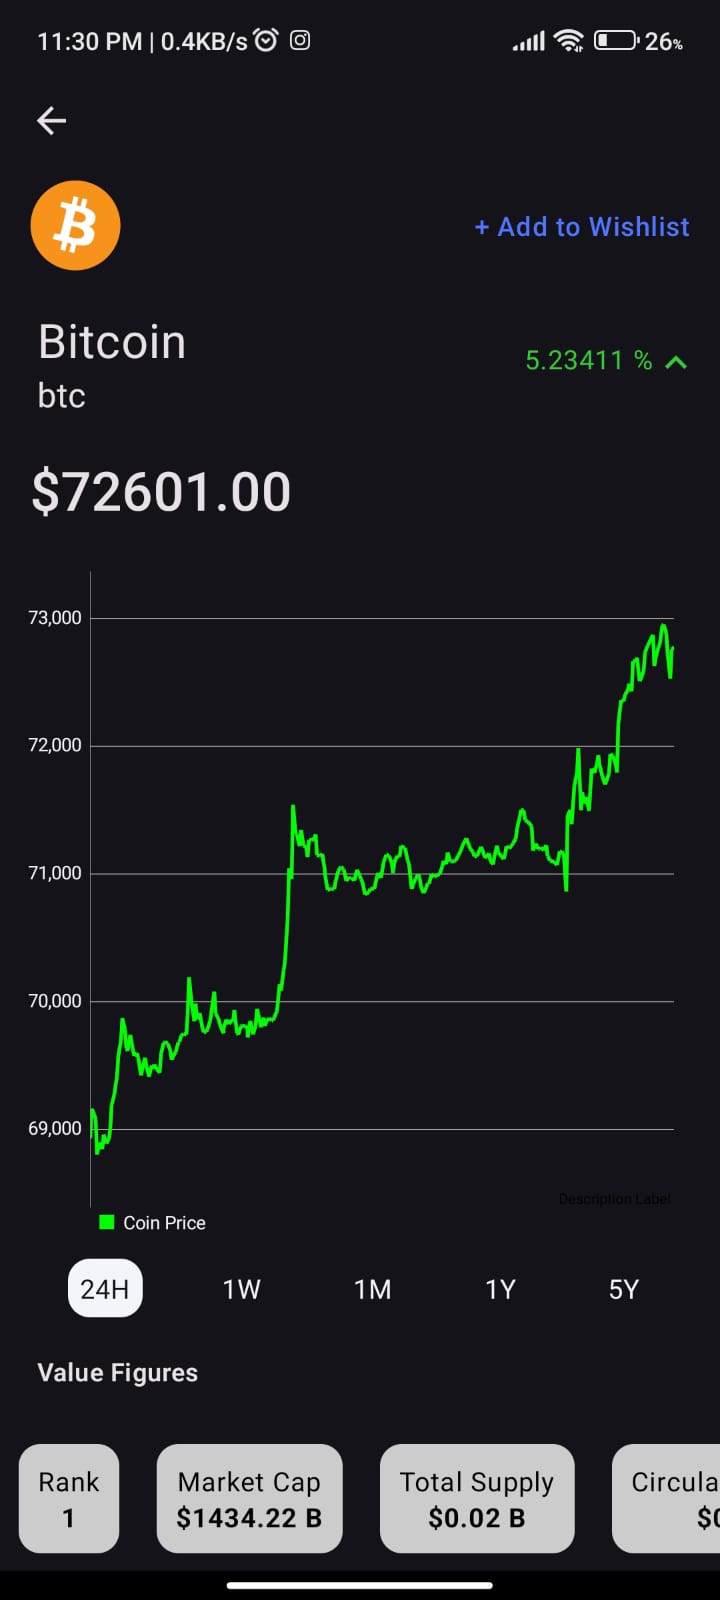 11:30 PM | 0.4KB/s 26%
+ Add to Wishlist
Bitcoin
5.23411 %
btc
$72601.00
73,000
72,000
71,000
70,000
69,000
Description Label
Coin Price
24H 1W 1M 1Y 5Y
Value Figures
Rank Market Cap Total Supply Circula
1 $1434.22 B $0.02 B $0